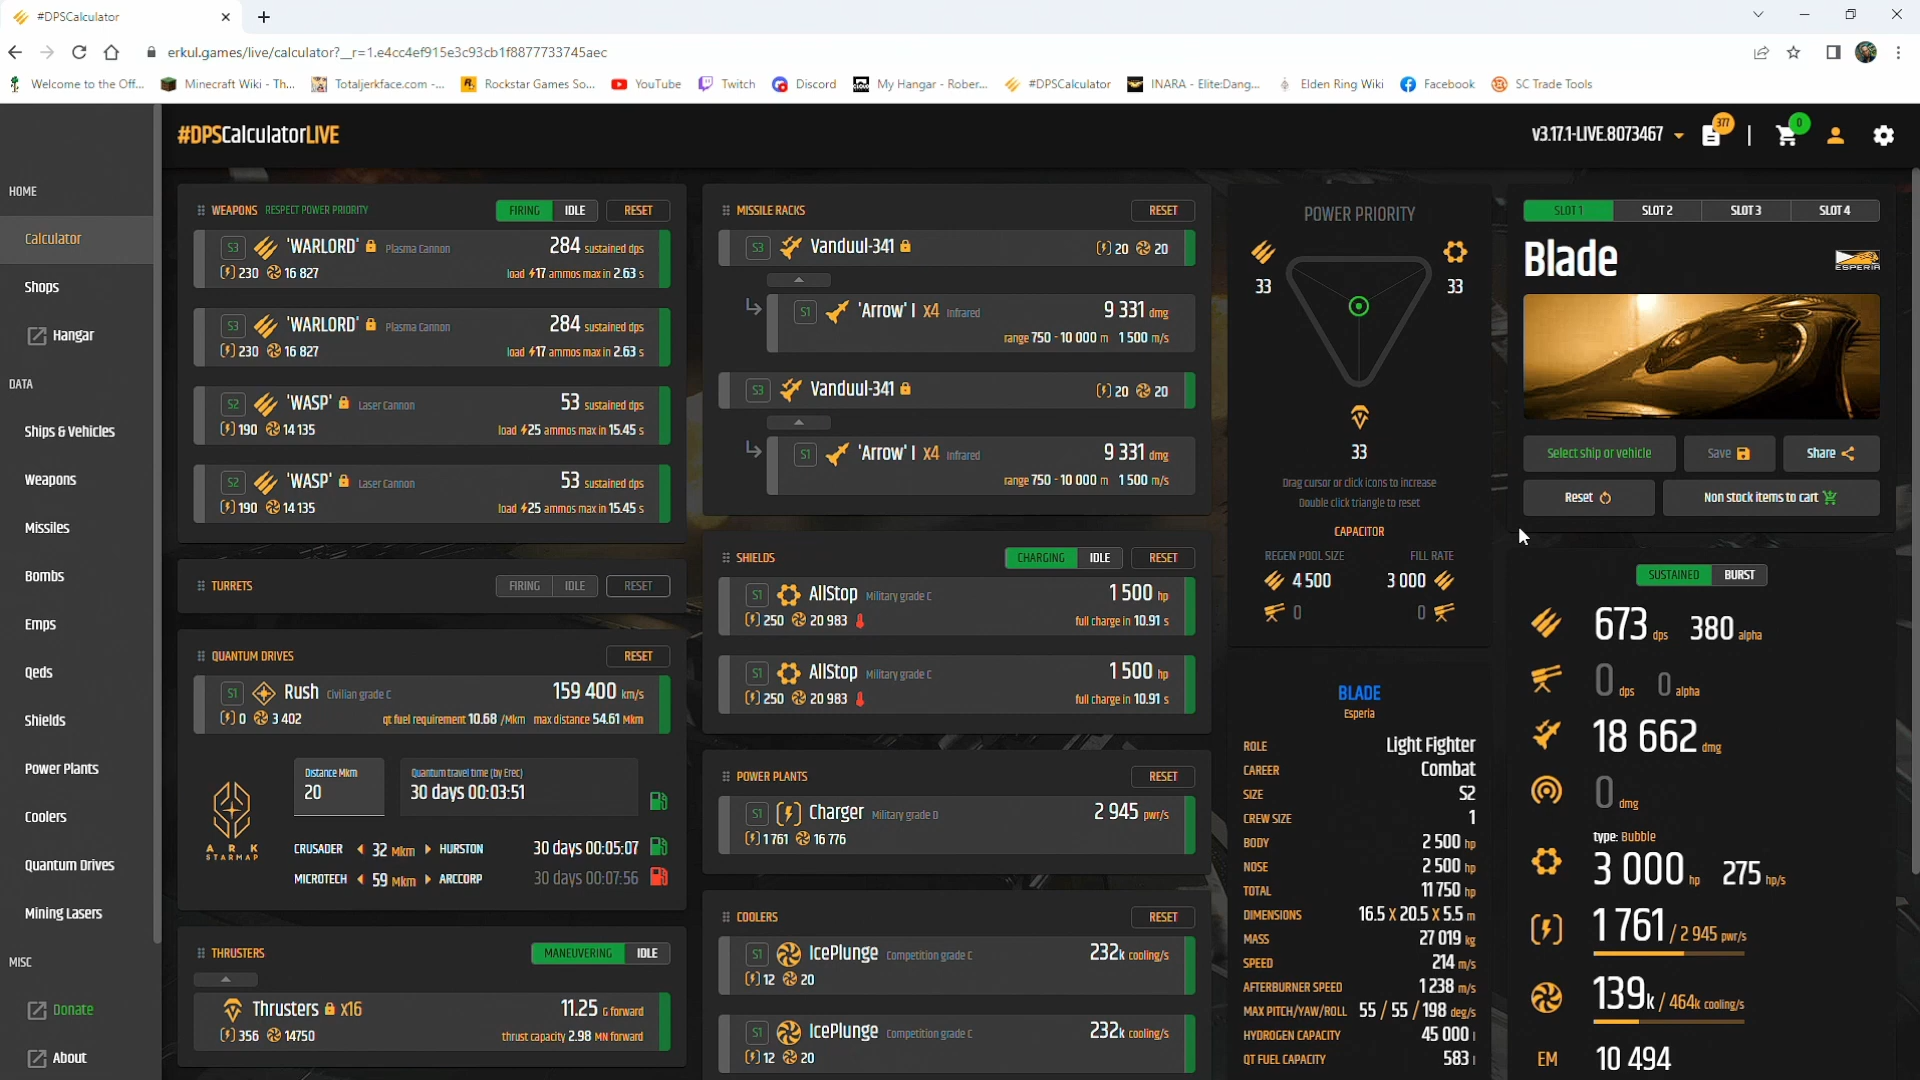 #DPSCalculator
erkul.games/live/calculator?__r=1.e4cc4ef915e3c93cb1f8877733745aec
Welcome to the Off... Minecraft Wiki - Th... Totaljerkface.com -... Rockstar Games So... YouTube Twitch Discord My Hangar - Rober... #DPSCalculator INARA - Elite:Dang... Elden Ring Wiki Facebook SC Trade Tools
#DPSCalculatorLIVE
v3.17.1-LIVE.8073467 377 | 0
HOME
Calculator
Shops
Hangar
DATA
Ships & Vehicles
Weapons
Missiles
Bombs
Emps
Qeds
Shields
Power Plants
Coolers
Quantum Drives
Mining Lasers
MISC
Donate
About
WEAPONS RESPECT POWER PRIORITY FIRING IDLE RESET
S3 'WARLORD' Plasma Cannon 284 sustained dps
230 16 827 load 17 ammos max in 2.63 s
S3 'WARLORD' Plasma Cannon 284 sustained dps
230 16 827 load 17 ammos max in 2.63 s
S2 'WASP' Laser Cannon 53 sustained dps
190 14 135 load 25 ammos max in 15.45 s
S2 'WASP' Laser Cannon 53 sustained dps
190 14 135 load 25 ammos max in 15.45 s
TURRETS FIRING IDLE RESET
QUANTUM DRIVES RESET
S1 Rush Civilian grade C 159 400 km/s
0 3 402 qt fuel requirement 10.68 /Mkm max distance 54.61 Mkm
Distance Mkm
20
Quantum travel time (by Erec)
30 days 00:03:51
ARK
STARMAP
CRUSADER 32 Mkm HURSTON 30 days 00:05:07
MICROTECH 59 Mkm ARCCORP 30 days 00:07:56
THRUSTERS MANEUVERING IDLE
Thrusters x16 11.25 G forward
356 14750 thrust capacity 2.98 MN forward
MISSILE RACKS RESET
S3 Vanduul-341 20 20
S1 'Arrow' I x4 Infrared 9 331 dmg
range 750 - 10 000 m 1 500 m/s
S3 Vanduul-341 20 20
S1 'Arrow' I x4 Infrared 9 331 dmg
range 750 - 10 000 m 1 500 m/s
SHIELDS CHARGING IDLE RESET
S1 AllStop Military grade C 1 500 hp
250 20 983 full charge in 10.91 s
S1 AllStop Military grade C 1 500 hp
250 20 983 full charge in 10.91 s
POWER PLANTS RESET
S1 Charger Military grade D 2 945 pwr/s
1 761 16 776
COOLERS RESET
S1 IcePlunge Competition grade C 232k cooling/s
12 20
S1 IcePlunge Competition grade C 232k cooling/s
12 20
POWER PRIORITY
33 33
33
Drag cursor or click icons to increase
Double click triangle to reset
CAPACITOR
REGEN POOL SIZE FILL RATE
4 500 3 000
0 0
BLADE
Esperia
ROLE Light Fighter
CAREER Combat
SIZE S2
CREW SIZE 1
BODY 2 500 hp
NOSE 2 500 hp
TOTAL 11 750 hp
DIMENSIONS 16.5 X 20.5 X 5.5 m
MASS 27 019 kg
SPEED 214 m/s
AFTERBURNER SPEED 1 238 m/s
MAX PITCH/YAW/ROLL 55 / 55 / 198 deg/s
HYDROGEN CAPACITY 45 000 l
QT FUEL CAPACITY 583 l
SLOT 1 SLOT 2 SLOT 3 SLOT 4
Blade ESPERIA
Select ship or vehicle Save Share
Reset Non stock items to cart
SUSTAINED BURST
673 dps 380 alpha
0 dps 0 alpha
18 662 dmg
0 dmg
type: Bubble
3 000 hp 275 hp/s
1 761 / 2 945 pwr/s
139k / 464k cooling/s
EM 10 494